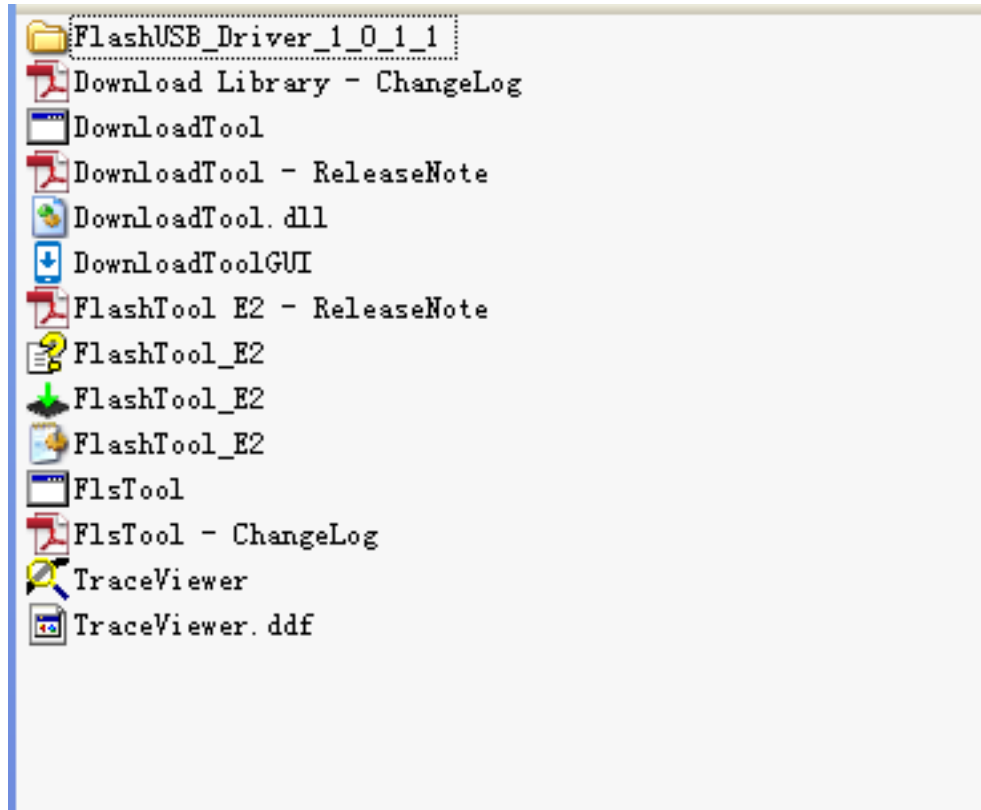 FlashUSB_Driver_1_0_1_1
Download Library - ChangeLog
DownloadTool
DownloadTool - ReleaseNote
DownloadTool.dll
DownloadToolGUI
FlashTool E2 - ReleaseNote
FlashTool_E2
FlashTool_E2
FlashTool_E2
FlsTool
FlsTool - ChangeLog
TraceViewer
TraceViewer.ddf